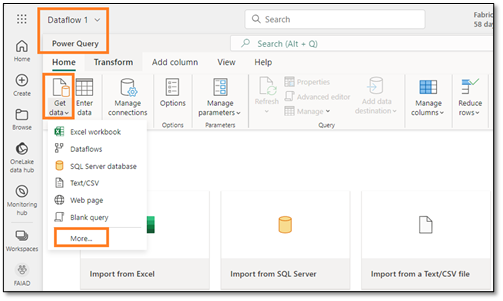 Dataflow 1
Search
Fabric
58 day
Power Query
Search (Alt + Q)
Home
Transform
Add column
View
Help
Get data
Enter data
Manage connections
Options
Manage parameters
Refresh
Properties
Advanced editor
Manage
Add data destination
Manage columns
Reduce rows
Options
Parameters
Query
Home
Create
Browse
OneLake data hub
Monitoring hub
Workspaces
FAIAD
Excel workbook
Dataflows
SQL Server database
Text/CSV
Web page
Blank query
More...
Import from Excel
Import from SQL Server
Import from a Text/CSV file